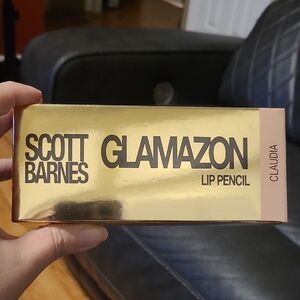 SCOTT
BARNES
GLAMAZON
LIP PENCIL
CLAUDIA